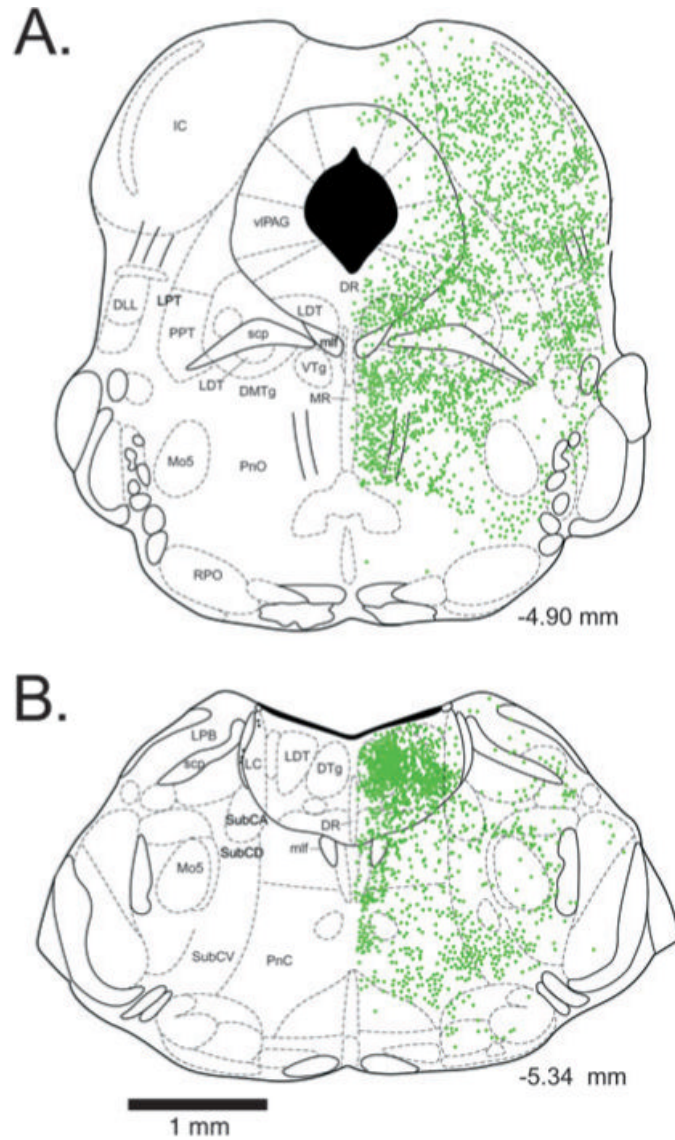 A.
IC
vlPAG
DR
DLL
LPT
LDT
PPT
scp
mlf
VTg
LDT
DMTg
MR
Mo5
PnO
RPO
-4.90 mm
B.
LPB
scp
LC
LDT
DTg
SubCA
DR
mlf
SubCD
Mo5
SubCV
PnC
-5.34 mm
1 mm